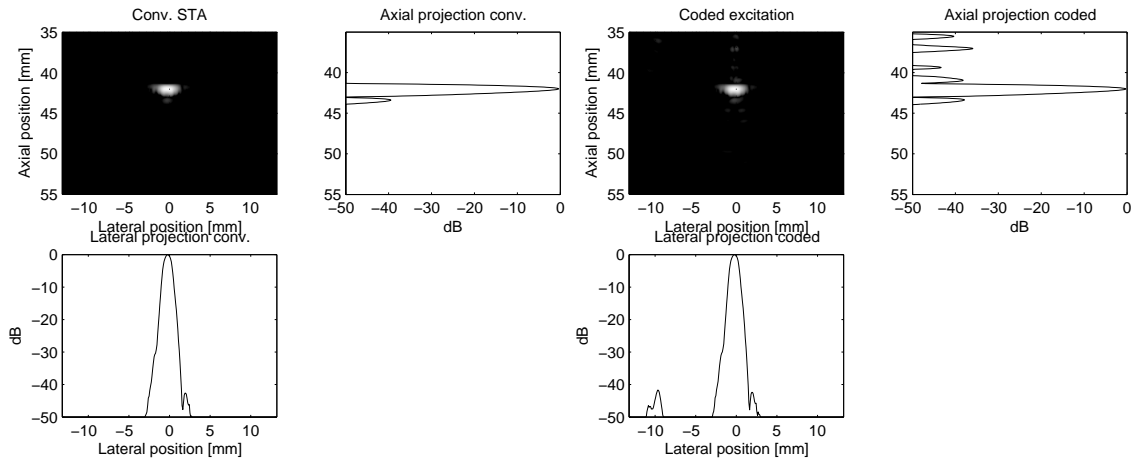 Conv. STA
Axial position [mm]
35
40
45
50
55
−10 −5 0 5 10
Lateral position [mm]
Axial projection conv.
35
40
45
50
55
−50 −40 −30 −20 −10 0
dB
Coded excitation
Axial position [mm]
35
40
45
50
55
−10 −5 0 5 10
Lateral position [mm]
Axial projection coded
35
40
45
50
55
−50 −40 −30 −20 −10 0
dB
Lateral projection conv.
dB
0
−10
−20
−30
−40
−50
−10 −5 0 5 10
Lateral position [mm]
Lateral projection coded
dB
0
−10
−20
−30
−40
−50
−10 −5 0 5 10
Lateral position [mm]